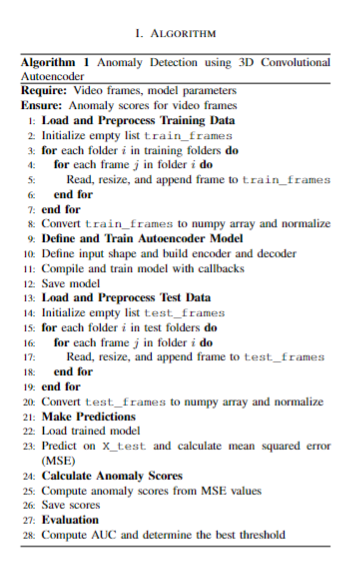 I. ALGORITHM
Algorithm 1 Anomaly Detection using 3D Convolutional
Autoencoder
Require: Video frames, model parameters
Ensure: Anomaly scores for video frames
1: Load and Preprocess Training Data
2: Initialize empty list train_frames
3: for each folder i in training folders do
4: for each frame j in folder i do
5: Read, resize, and append frame to train_frames
6: end for
7: end for
8: Convert train_frames to numpy array and normalize
9: Define and Train Autoencoder Model
10: Define input shape and build encoder and decoder
11: Compile and train model with callbacks
12: Save model
13: Load and Preprocess Test Data
14: Initialize empty list test_frames
15: for each folder i in test folders do
16: for each frame j in folder i do
17: Read, resize, and append frame to test_frames
18: end for
19: end for
20: Convert test_frames to numpy array and normalize
21: Make Predictions
22: Load trained model
23: Predict on X_test and calculate mean squared error
(MSE)
24: Calculate Anomaly Scores
25: Compute anomaly scores from MSE values
26: Save scores
27: Evaluation
28: Compute AUC and determine the best threshold